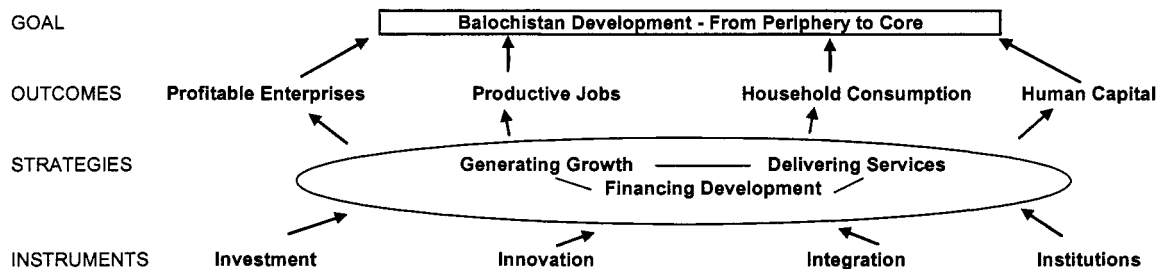 GOAL Balochistan Development - From Periphery to Core
OUTCOMES Profitable Enterprises Productive Jobs Household Consumption Human Capital
STRATEGIES Generating Growth Delivering Services
Financing Development
INSTRUMENTS Investment Innovation Integration Institutions